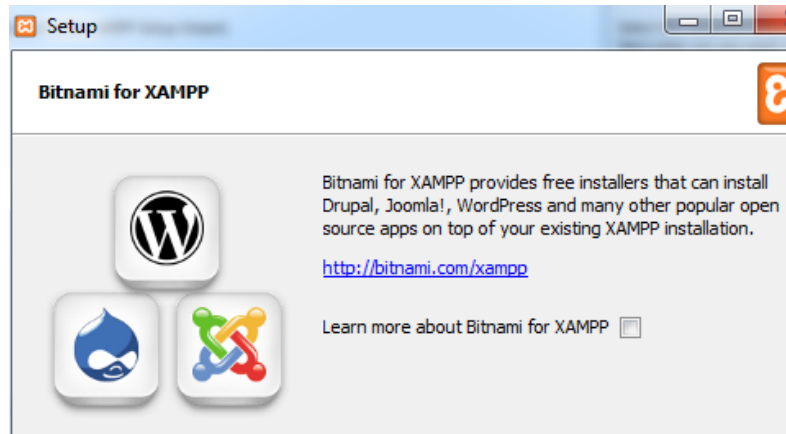 Setup
Bitnami for XAMPP
Bitnami for XAMPP provides free installers that can install
Drupal, Joomla!, WordPress and many other popular open
source apps on top of your existing XAMPP installation.
http://bitnami.com/xampp
Learn more about Bitnami for XAMPP